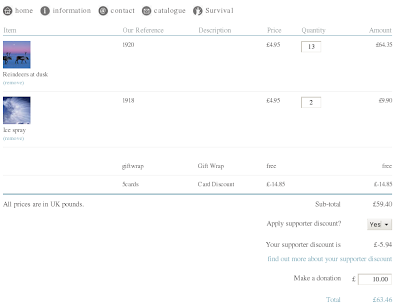 home information contact catalogue Survival
Item Our Reference Description Price Quantity Amount
1920 £4.95 13 £64.35
Reindeers at dusk
(remove)
1918 £4.95 2 £9.90
Ice spray
(remove)
giftwrap Gift Wrap free free
5cards Card Discount £-14.85 £-14.85
All prices are in UK pounds. Sub-total £59.40
Apply supporter discount? Yes
Your supporter discount is £-5.94
find out more about your supporter discount
Make a donation £ 10.00
Total £63.46